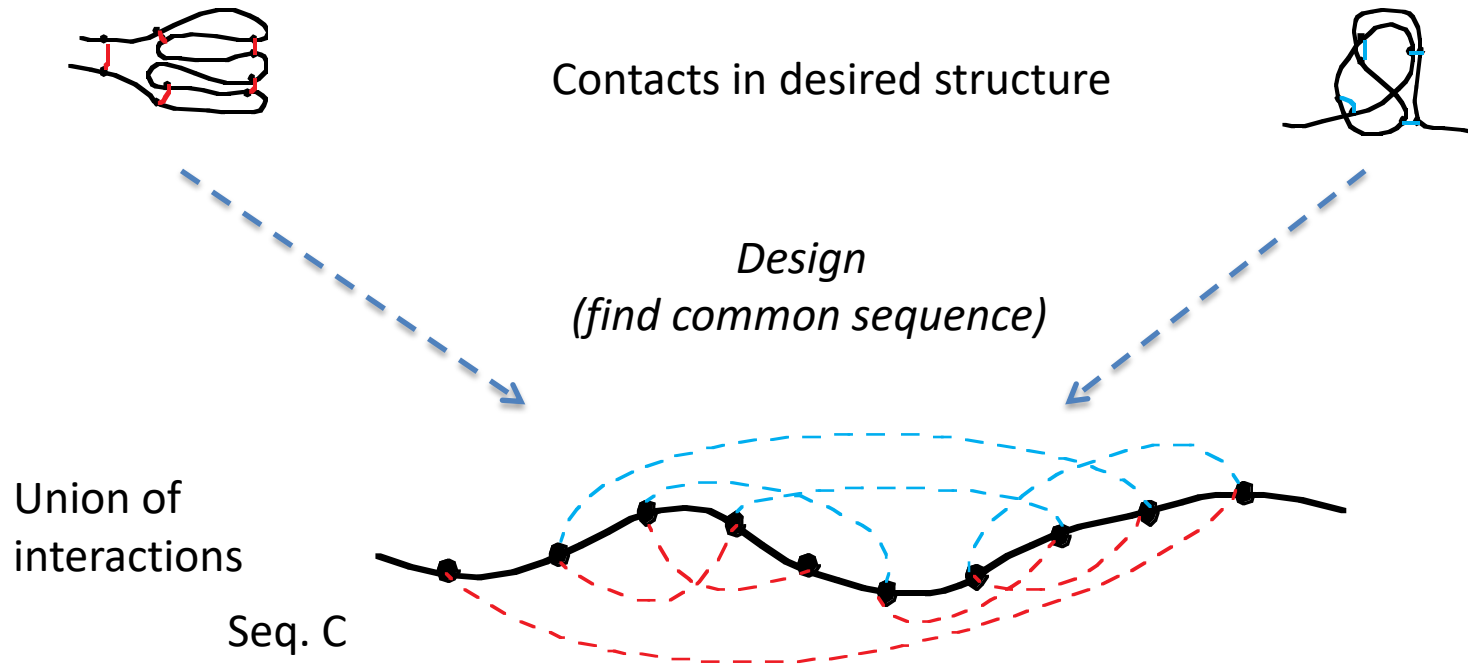 Contacts in desired structure
Design
(find common sequence)
Union of
interactions
Seq. C